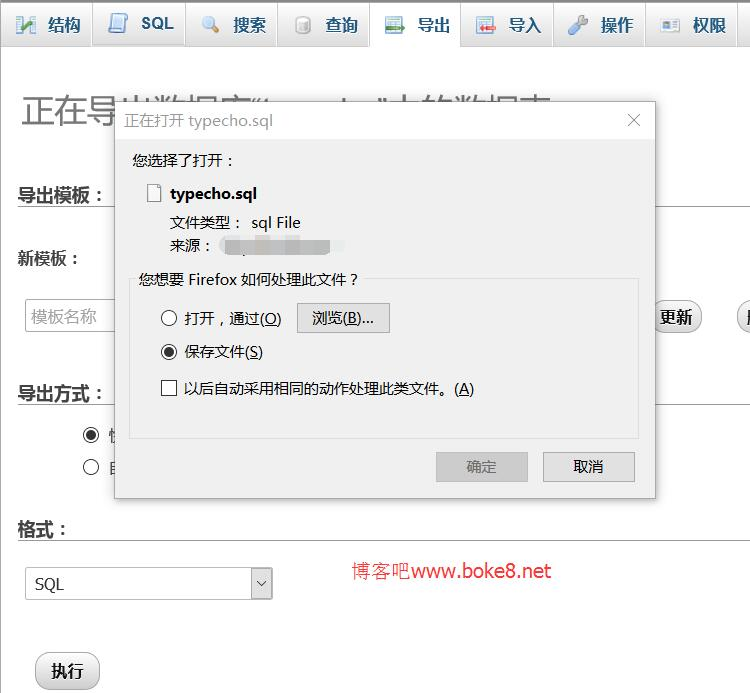 结构 SQL 搜索 查询 导出 导入 操作 权限
正在导
正在打开 typecho.sql
您选择了打开：
导出模板：
typecho.sql
文件类型： sql File
来源：
新模板：
您想要 Firefox 如何处理此文件？
模板名称
打开，通过(O)
浏览(B)...
更新
保存文件(S)
以后自动采用相同的动作处理此类文件。(A)
导出方式：
确定
取消
格式：
SQL
博客吧www.boke8.net
执行